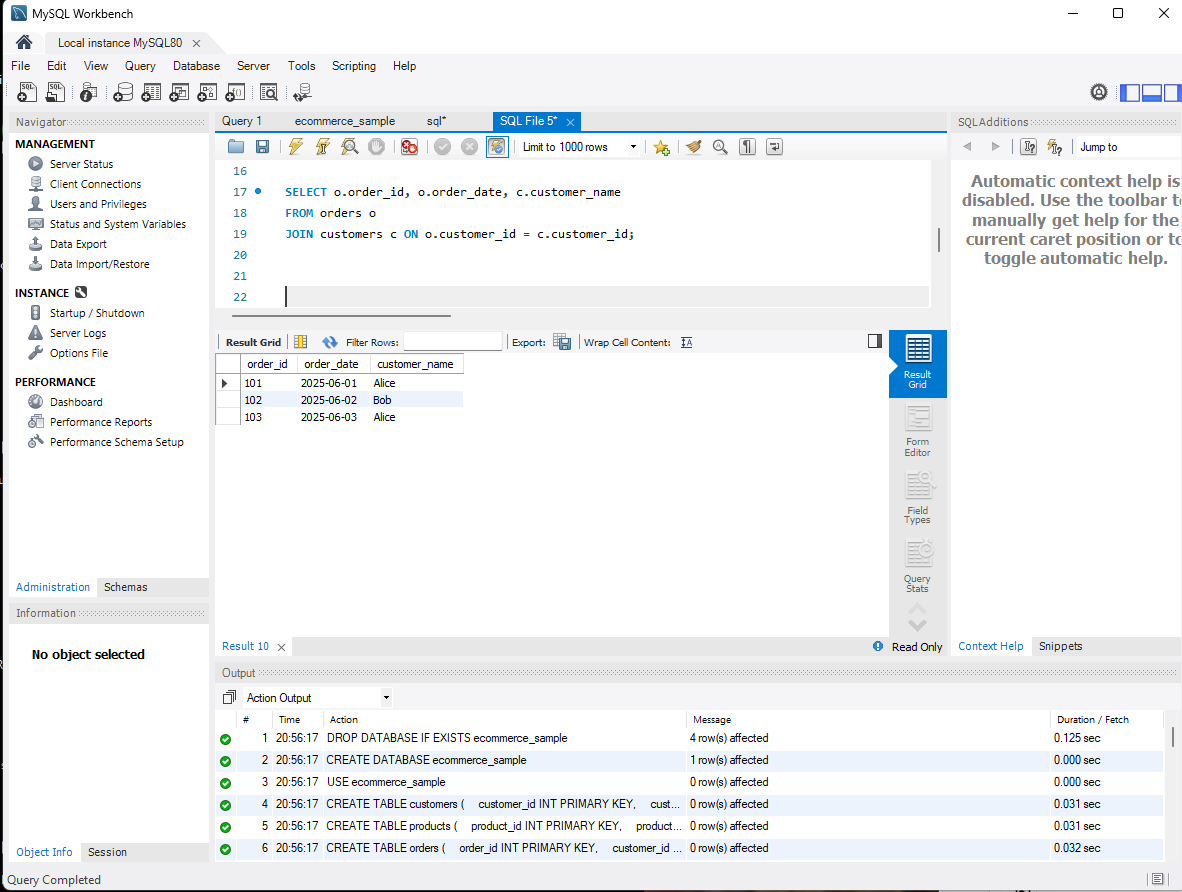 MySQL Workbench
Local instance MySQL80
File Edit View Query Database Server Tools Scripting Help
Navigator
MANAGEMENT
Server Status
Client Connections
Users and Privileges
Status and System Variables
Data Export
Data Import/Restore
INSTANCE
Startup / Shutdown
Server Logs
Options File
PERFORMANCE
Dashboard
Performance Reports
Performance Schema Setup
Administration Schemas
Information
No object selected
Object Info Session
Query Completed
Query 1 ecommerce_sample sql* SQL File 5*
Limit to 1000 rows
16
17 SELECT o.order_id, o.order_date, c.customer_name
18 FROM orders o
19 JOIN customers c ON o.customer_id = c.customer_id;
20
21
22
Result Grid Filter Rows: Export: Wrap Cell Content:
order_id order_date customer_name
101 2025-06-01 Alice
102 2025-06-02 Bob
103 2025-06-03 Alice
Result
Grid
Form
Editor
Field
Types
Query
Stats
Result 10 Read Only
SQLAdditions
Jump to
Automatic context help is
disabled. Use the toolbar to
manually get help for the
current caret position or to
toggle automatic help.
Context Help Snippets
Output
Action Output
# Time Action Message Duration / Fetch
1 20:56:17 DROP DATABASE IF EXISTS ecommerce_sample 4 row(s) affected 0.125 sec
2 20:56:17 CREATE DATABASE ecommerce_sample 1 row(s) affected 0.000 sec
3 20:56:17 USE ecommerce_sample 0 row(s) affected 0.000 sec
4 20:56:17 CREATE TABLE customers ( customer_id INT PRIMARY KEY, cust... 0 row(s) affected 0.031 sec
5 20:56:17 CREATE TABLE products ( product_id INT PRIMARY KEY, product... 0 row(s) affected 0.031 sec
6 20:56:17 CREATE TABLE orders ( order_id INT PRIMARY KEY, customer_id ... 0 row(s) affected 0.032 sec